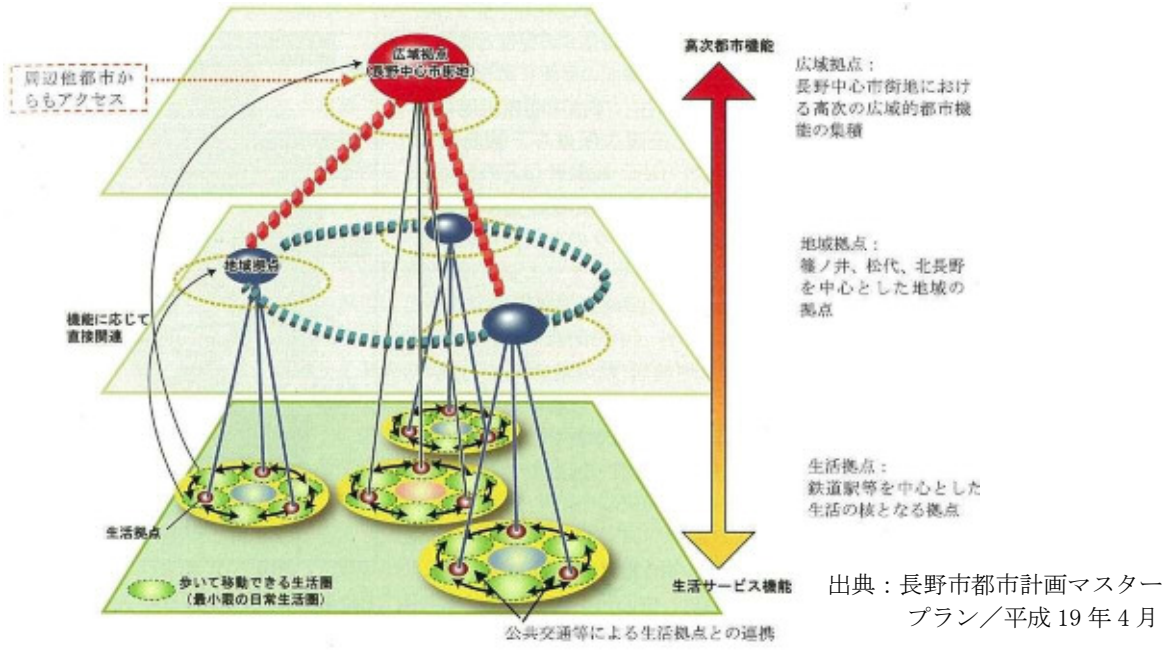 高次都市機能
広域拠点
(長野中心市街地)
周辺他都市か
らもアクセス
広域拠点:
長野中心市街地におけ
る高次の広域的都市機
能の集積
地域拠点
地域拠点:
篠ノ井、松代、北長野
を中心とした地域の
拠点
機能に応じて
直接関連
生活拠点:
鉄道駅等を中心とした
生活の核となる拠点
生活拠点
歩いて移動できる生活圏
(最小限の日常生活圏)
生活サービス機能
公共交通等による生活拠点との連携
出典:長野市都市計画マスター
プラン/平成 19 年 4 月